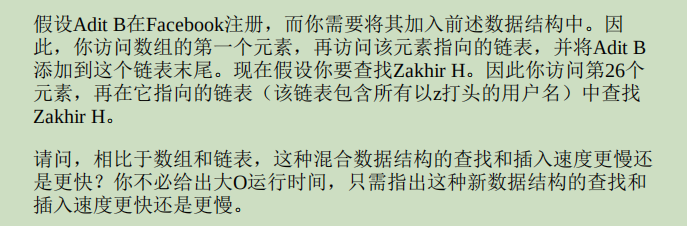 假设Adit B在Facebook注册，而你需要将其加入前述数据结构中。因
此，你访问数组的第一个元素，再访问该元素指向的链表，并将Adit B
添加到这个链表末尾。现在假设你要查找Zakhir H。因此你访问第26个
元素，再在它指向的链表（该链表包含所有以z打头的用户名）中查找
Zakhir H。
请问，相比于数组和链表，这种混合数据结构的查找和插入速度更慢还
是更快？你不必给出大O运行时间，只需指出这种新数据结构的查找和
插入速度更快还是更慢。